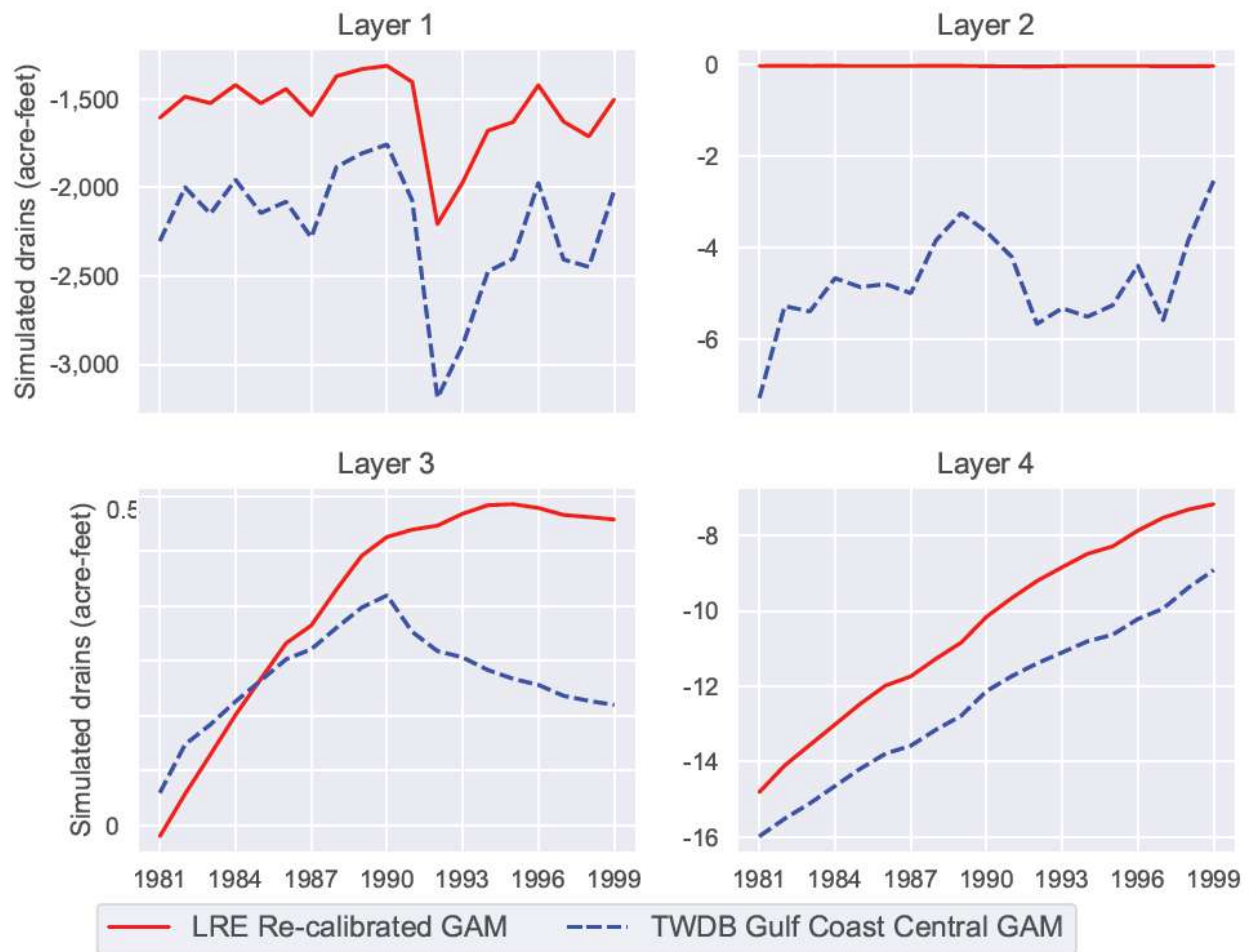 Layer 1
Layer 2
Simulated drains (acre-feet)
-1,500
-2,000
-2,500
-3,000
0
-2
-4
-6
Layer 3
Layer 4
Simulated drains (acre-feet)
0.5
0
-8
-10
-12
-14
-16
1981 1984 1987 1990 1993 1996 1999
1981 1984 1987 1990 1993 1996 1999
LRE Re-calibrated GAM
TWDB Gulf Coast Central GAM